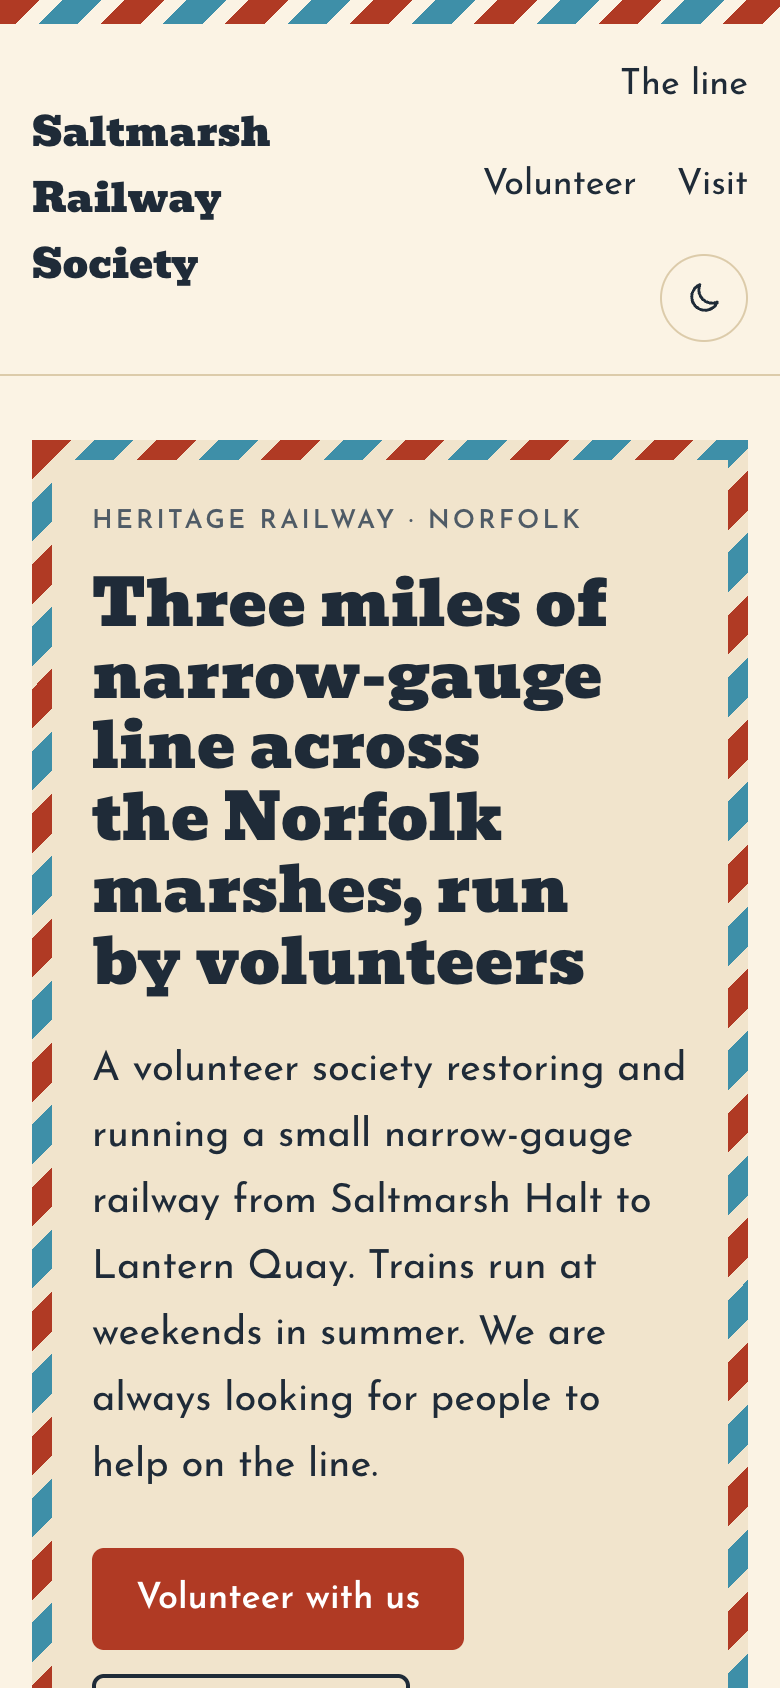 Saltmarsh
Railway
Society
The line
Volunteer Visit
HERITAGE RAILWAY · NORFOLK
Three miles of
narrow-gauge
line across
the Norfolk
marshes, run
by volunteers
A volunteer society restoring and
running a small narrow-gauge
railway from Saltmarsh Halt to
Lantern Quay. Trains run at
weekends in summer. We are
always looking for people to
help on the line.
Volunteer with us